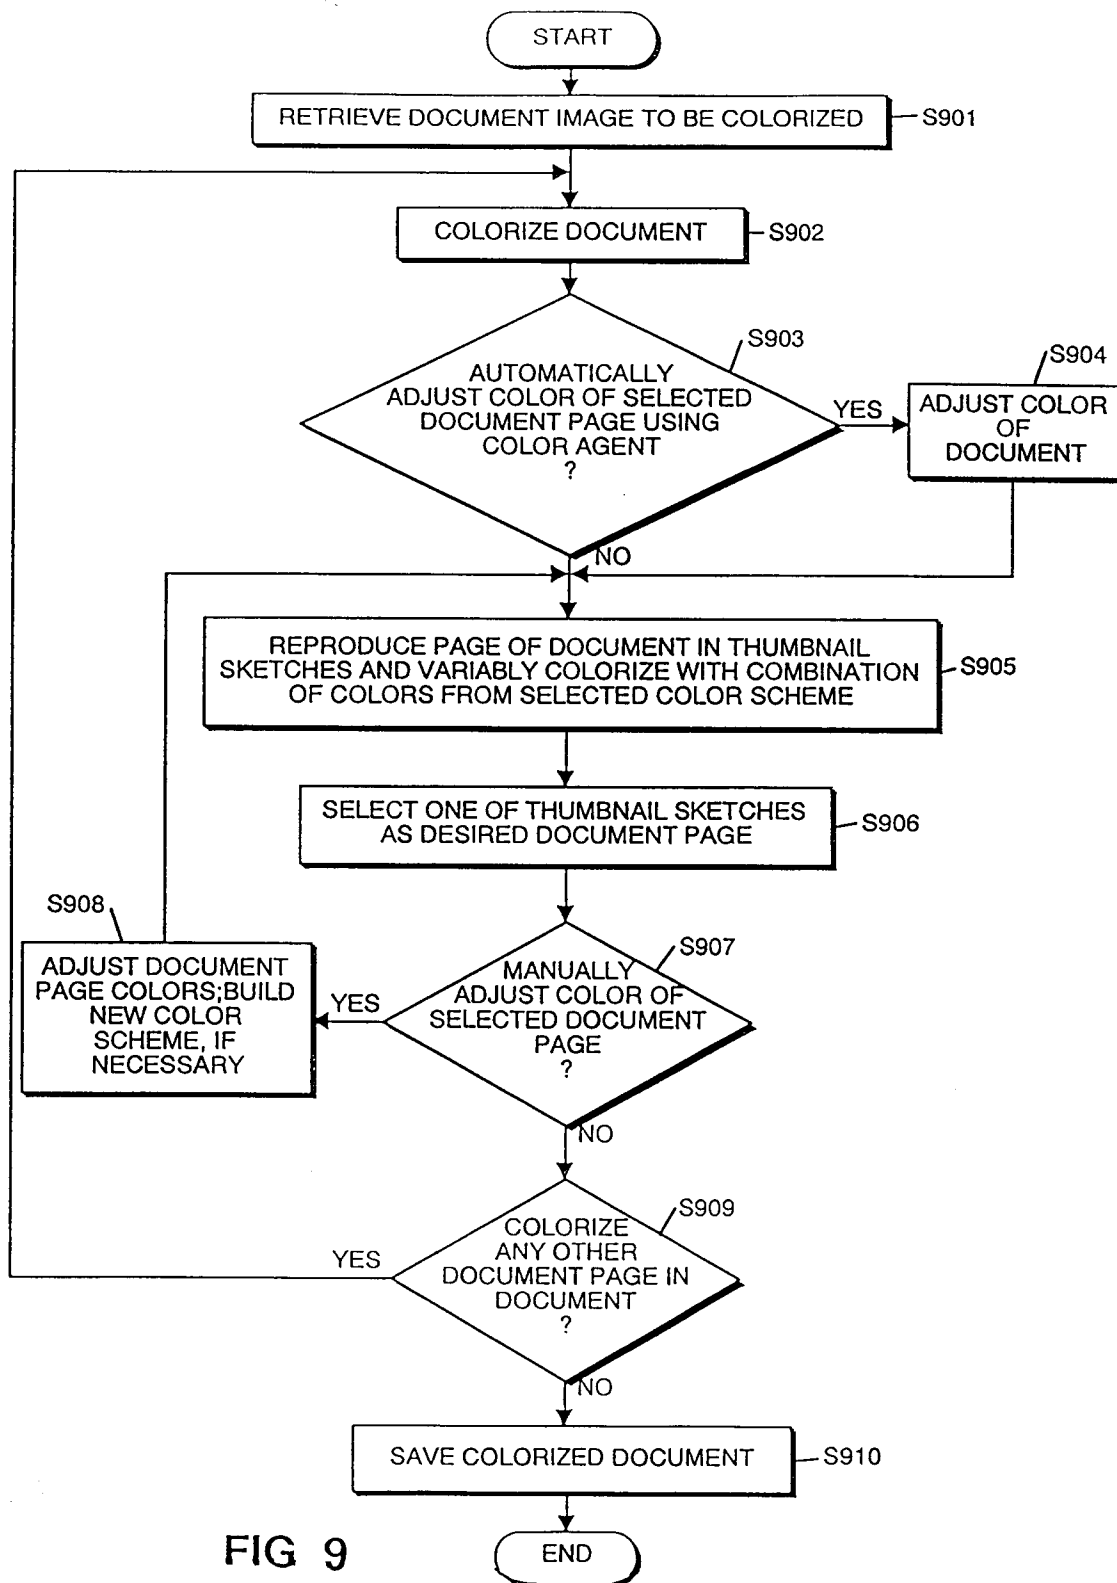 START
RETRIEVE DOCUMENT IMAGE TO BE COLORIZED
S901
COLORIZE DOCUMENT
S902
S903
AUTOMATICALLY
ADJUST COLOR OF SELECTED
DOCUMENT PAGE USING
COLOR AGENT
?
YES
S904
ADJUST COLOR
OF
DOCUMENT
NO
REPRODUCE PAGE OF DOCUMENT IN THUMBNAIL
SKETCHES AND VARIABLY COLORIZE WITH COMBINATION
OF COLORS FROM SELECTED COLOR SCHEME
S905
SELECT ONE OF THUMBNAIL SKETCHES
AS DESIRED DOCUMENT PAGE
S906
S907
MANUALLY
ADJUST COLOR OF
SELECTED DOCUMENT
PAGE
?
YES
S908
ADJUST DOCUMENT
PAGE COLORS;BUILD
NEW COLOR
SCHEME, IF
NECESSARY
NO
S909
COLORIZE
ANY OTHER
DOCUMENT PAGE IN
DOCUMENT
?
YES
NO
SAVE COLORIZED DOCUMENT
S910
END
FIG 9